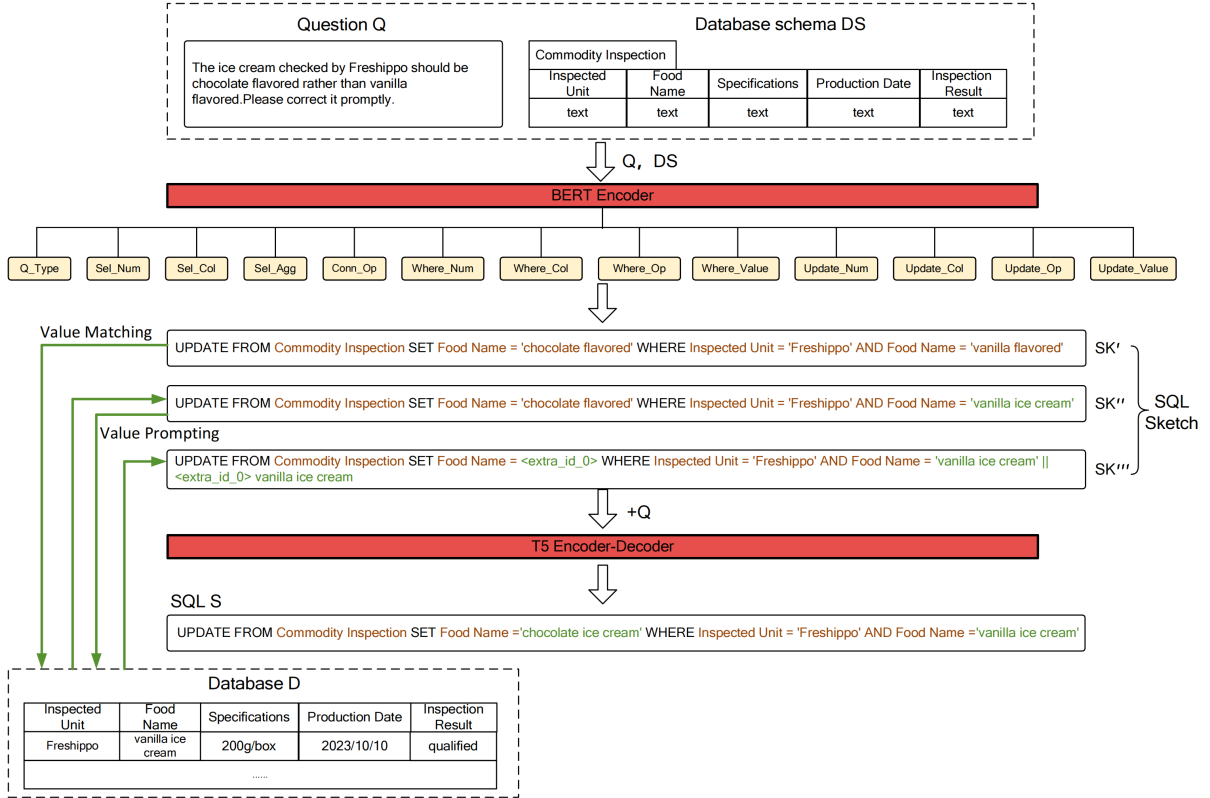 Question Q
Database schema DS
The ice cream checked by Freshippo should be
chocolate flavored rather than vanilla
flavored.Please correct it promptly.
Commodity Inspection
Inspected Unit Food Name Specifications Production Date Inspection Result
text text text text text
Q, DS
BERT Encoder
Q_Type Sel_Num Sel_Col Sel_Agg Conn_Op Where_Num Where_Col Where_Op Where_Value Update_Num Update_Col Update_Op Update_Value
Value Matching
UPDATE FROM Commodity Inspection SET Food Name = 'chocolate flavored' WHERE Inspected Unit = 'Freshippo' AND Food Name = 'vanilla flavored'
SK'
UPDATE FROM Commodity Inspection SET Food Name = 'chocolate flavored' WHERE Inspected Unit = 'Freshippo' AND Food Name = 'vanilla ice cream'
SK''
SQL
Sketch
Value Prompting
UPDATE FROM Commodity Inspection SET Food Name = <extra_id_0> WHERE Inspected Unit = 'Freshippo' AND Food Name = 'vanilla ice cream' ||
<extra_id_0> vanilla ice cream
SK'''
+Q
T5 Encoder-Decoder
SQL S
UPDATE FROM Commodity Inspection SET Food Name ='chocolate ice cream' WHERE Inspected Unit = 'Freshippo' AND Food Name ='vanilla ice cream'
Database D
Inspected Unit Food Name Specifications Production Date Inspection Result
Freshippo vanilla ice cream 200g/box 2023/10/10 qualified
......